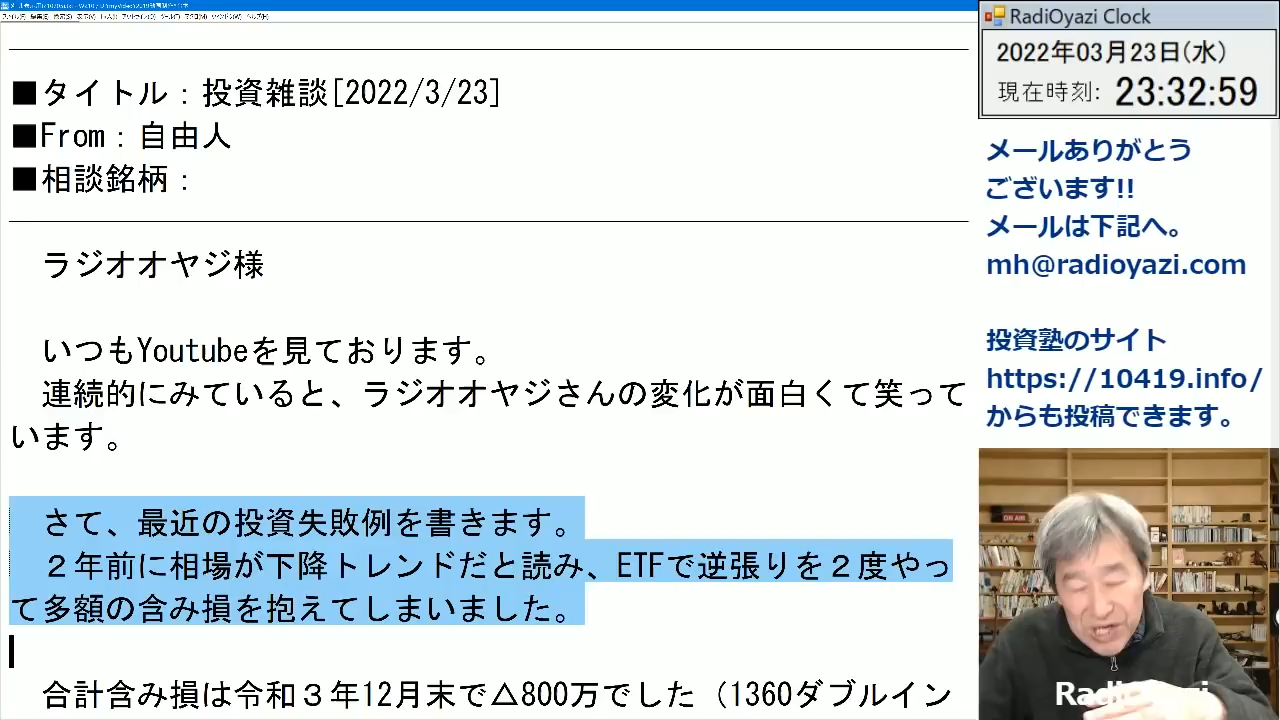 ■タイトル：投資雑談[2022/3/23]
■From：自由人
■相談銘柄：
ラジオオヤジ様
いつもYoutubeを見ております。
連続的にみていると、ラジオオヤジさんの変化が面白くて笑って
います。
さて、最近の投資失敗例を書きます。
２年前に相場が下降トレンドだと読み、ETFで逆張りを２度やっ
て多額の含み損を抱えてしまいました。
合計含み損は令和３年12月末で△800万でした（1360ダブルイン
RadiOyazi Clock
2022年03月23日(水)
現在時刻: 23:32:59
メールありがとう
ございます!!
メールは下記へ。
mh@radioyazi.com
投資塾のサイト
https://10419.info/
からも投稿できます。
ON AIR
RadiOyazi